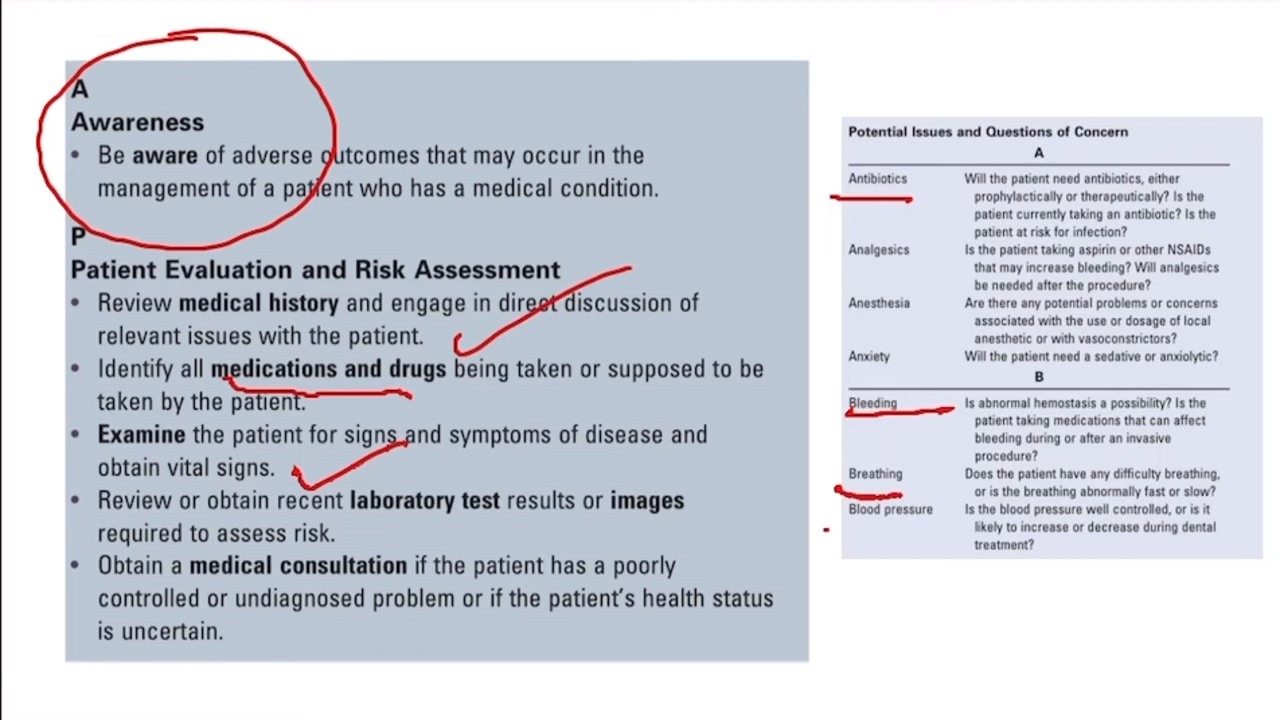 A
Awareness
• Be aware of adverse outcomes that may occur in the
management of a patient who has a medical condition.
P
Patient Evaluation and Risk Assessment
• Review medical history and engage in direct discussion of
relevant issues with the patient.
• Identify all medications and drugs being taken or supposed to be
taken by the patient.
• Examine the patient for signs and symptoms of disease and
obtain vital signs.
• Review or obtain recent laboratory test results or images
required to assess risk.
• Obtain a medical consultation if the patient has a poorly
controlled or undiagnosed problem or if the patient's health status
is uncertain.
Potential Issues and Questions of Concern
A
Antibiotics Will the patient need antibiotics, either
prophylactically or therapeutically? Is the
patient currently taking an antibiotic? Is the
patient at risk for infection?
Analgesics Is the patient taking aspirin or other NSAIDs
that may increase bleeding? Will analgesics
be needed after the procedure?
Anesthesia Are there any potential problems or concerns
associated with the use or dosage of local
anesthetic or with vasoconstrictors?
Anxiety Will the patient need a sedative or anxiolytic?
B
Bleeding Is abnormal hemostasis a possibility? Is the
patient taking medications that can affect
bleeding during or after an invasive
procedure?
Breathing Does the patient have any difficulty breathing,
or is the breathing abnormally fast or slow?
Blood pressure Is the blood pressure well controlled, or is it
likely to increase or decrease during dental
treatment?